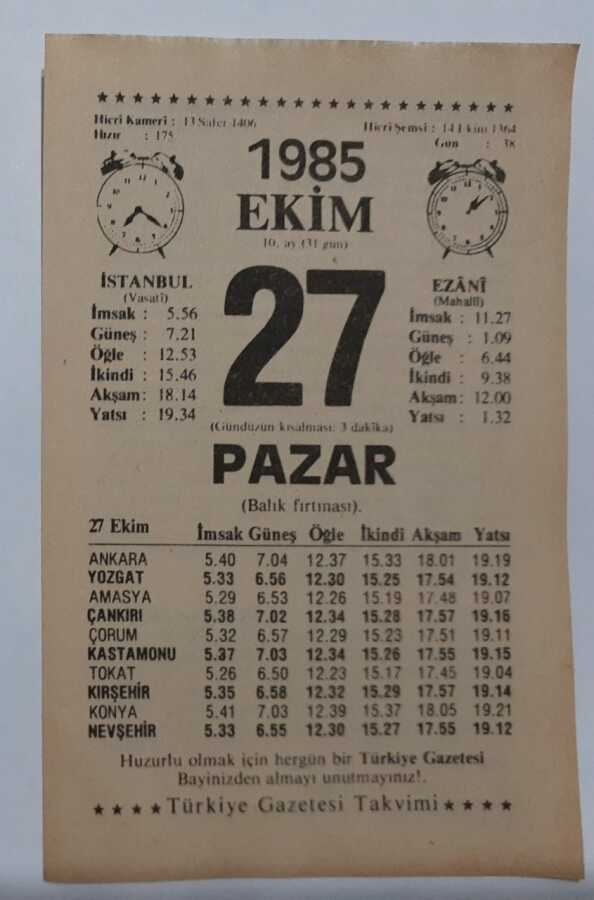 Hicri Kameri : 13 Safer 1406
Hızır : 175
Hicri Şemsi : 14 Ekim 1364
Gün : 38
1985
EKİM
10. ay (31 gün)
27
İSTANBUL
(Vasatî)
İmsak : 5.56
Güneş : 7.21
Öğle : 12.53
İkindi : 15.46
Akşam: 18.14
Yatsı : 19.34
EZÂNÎ
(Mahallî)
İmsak : 11.27
Güneş : 1.09
Öğle : 6.44
İkindi : 9.38
Akşam: 12.00
Yatsı : 1.32
(Gündüzün kısalması: 3 dakika)
PAZAR
(Balık fırtınası).
27 Ekim İmsak Güneş Öğle İkindi Akşam Yatsı
ANKARA 5.40 7.04 12.37 15.33 18.01 19.19
YOZGAT 5.33 6.56 12.30 15.25 17.54 19.12
AMASYA 5.29 6.53 12.26 15.19 17.48 19.07
ÇANKIRI 5.38 7.02 12.34 15.28 17.57 19.16
ÇORUM 5.32 6.57 12.29 15.23 17.51 19.11
KASTAMONU 5.37 7.03 12.34 15.26 17.55 19.15
TOKAT 5.26 6.50 12.23 15.17 17.45 19.04
KIRŞEHİR 5.35 6.58 12.32 15.29 17.57 19.14
KONYA 5.41 7.03 12.39 15.37 18.05 19.21
NEVŞEHİR 5.33 6.55 12.30 15.27 17.55 19.12
Huzurlu olmak için hergün bir Türkiye Gazetesi
Bayinizden almayı unutmayınız!.
★★★★Türkiye Gazetesi Takvimi★★★★